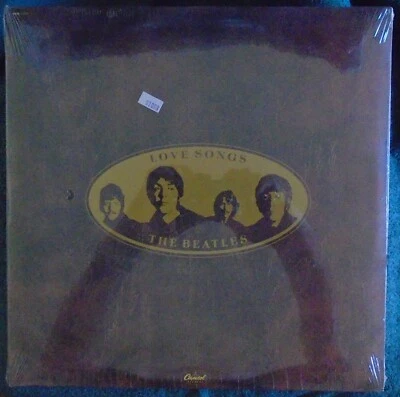 LOVE SONGS
THE BEATLES
Capitol